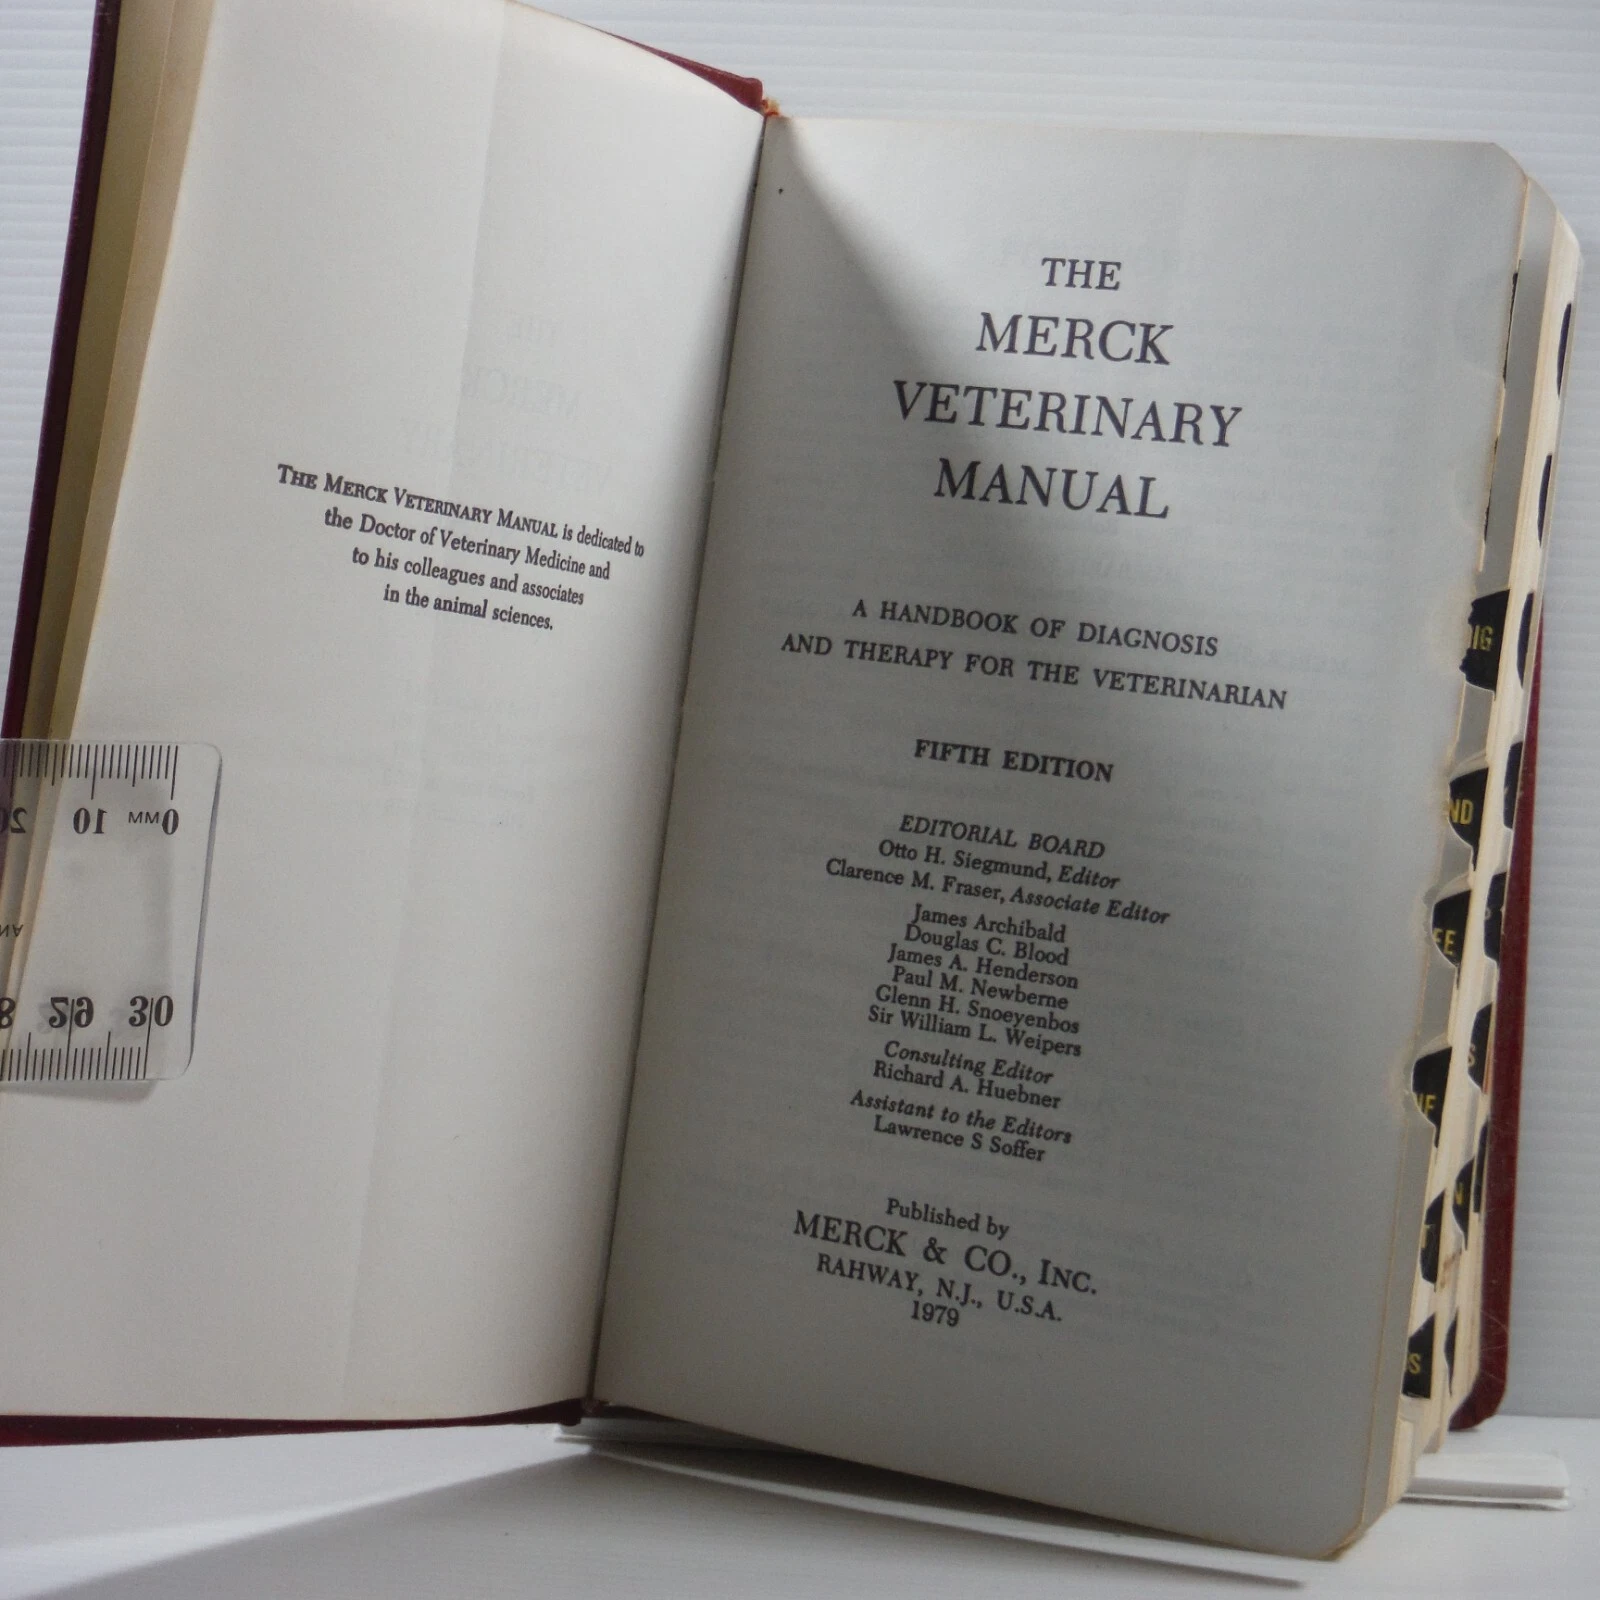 THE MERCK VETERINARY MANUAL is dedicated to
the Doctor of Veterinary Medicine and
to his colleagues and associates
in the animal sciences.
0 MM 10
28 29 30
THE
MERCK
VETERINARY
MANUAL
A HANDBOOK OF DIAGNOSIS
AND THERAPY FOR THE VETERINARIAN
FIFTH EDITION
EDITORIAL BOARD
Otto H. Siegmund, Editor
Clarence M. Fraser, Associate Editor
James Archibald
Douglas C. Blood
James A. Henderson
Paul M. Newberne
Glenn H. Snoeyenbos
Sir William L. Weipers
Consulting Editor
Richard A. Huebner
Assistant to the Editors
Lawrence S Soffer
Published by
MERCK & CO., INC.
RAHWAY, N.J., U.S.A.
1979